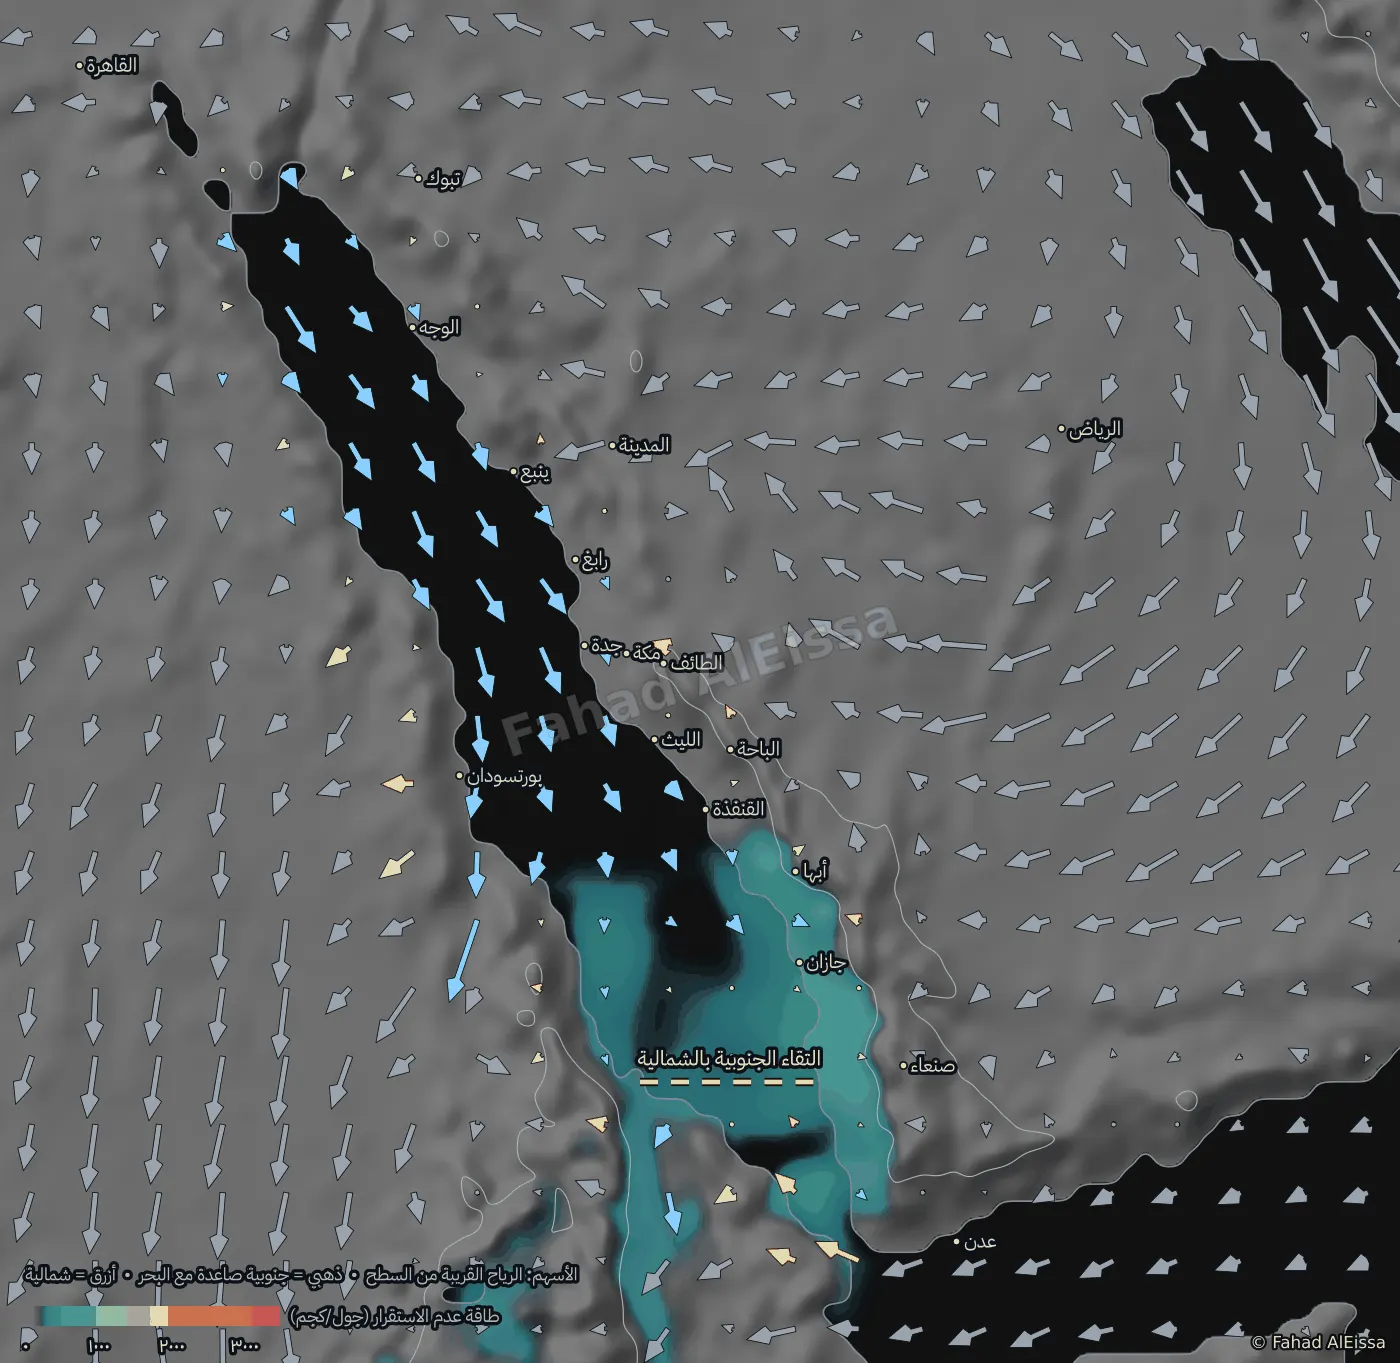 القاهرة
تبوك
الوجه
الرياض
المدينة
ينبع
رابغ
جدة
مكة
الطائف
Fahad AlEissa
الليث
الباحة
بورتسودان
القنفذة
أبها
جازان
التقاء الجنوبية بالشمالية
صنعاء
عدن
الأسهم: الرياح القريبة من السطح • ذهبي = جنوبية صاعدة مع البحر • أزرق = شمالية
طاقة عدم الاستقرار (جول/كجم)
٠ ١٠٠٠ ٢٠٠٠ ٣٠٠٠
© Fahad AlEissa